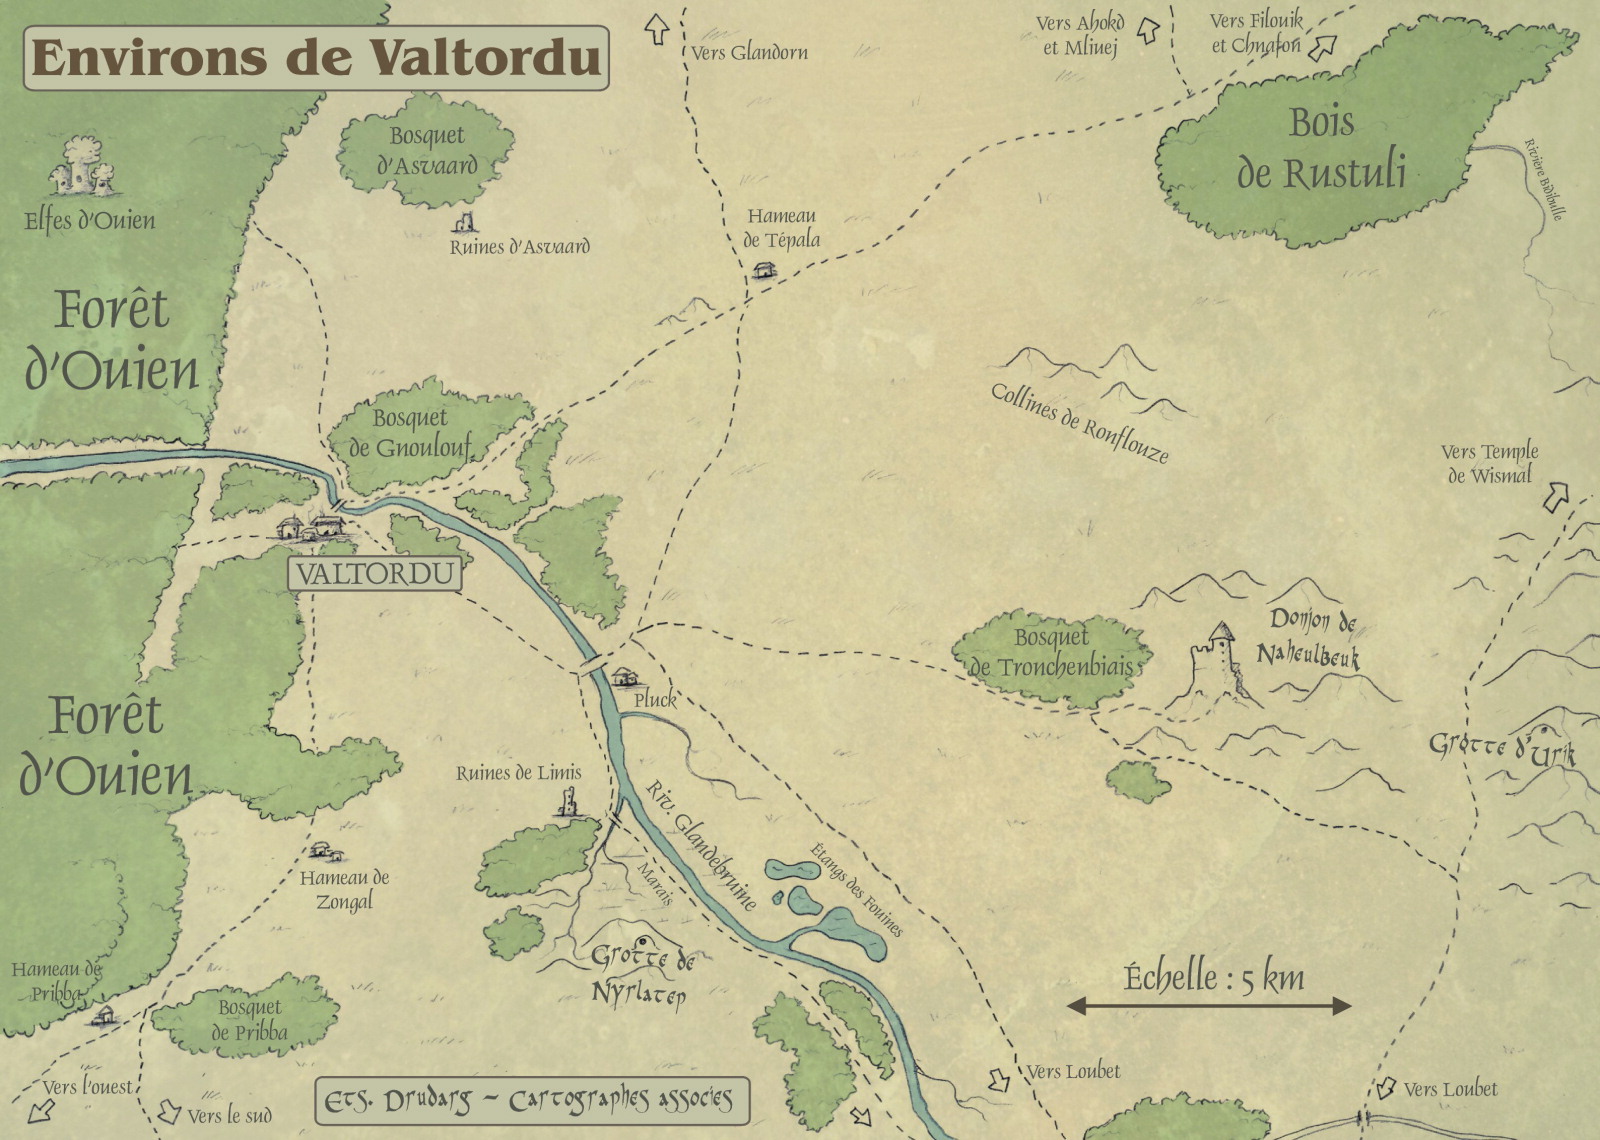 Environs de Valtordu
Vers Glandorn
Vers Ahokd
et Mliuej
Vers Filouik
et Chnafon
Bosquet
d'Asvaard
Bois
de Rustuli
Rivière Bidibulle
Elfes d'Ouien
Ruines d'Asvaard
Hameau
de Tépala
Forêt
d'Ouien
Collines de Ronflouze
Bosquet
de Gnoulouf
Vers Temple
de Wismal
VALTORDU
Donjon de
Naheulbeuk
Bosquet
de Tronchenbiais
Pluck
Forêt
d'Ouien
Grotte d'Urik
Ruines de Limis
Riv. Glandebruine
Étangs des Fouines
Marais
Hameau de
Zongal
Grotte de
Nyrlatep
Hameau de
Pribba
Échelle : 5 km
Bosquet
de Pribba
Vers l'ouest
Vers le sud
Ets. Drudarg - Cartographes associés
Vers Loubet
Vers Loubet